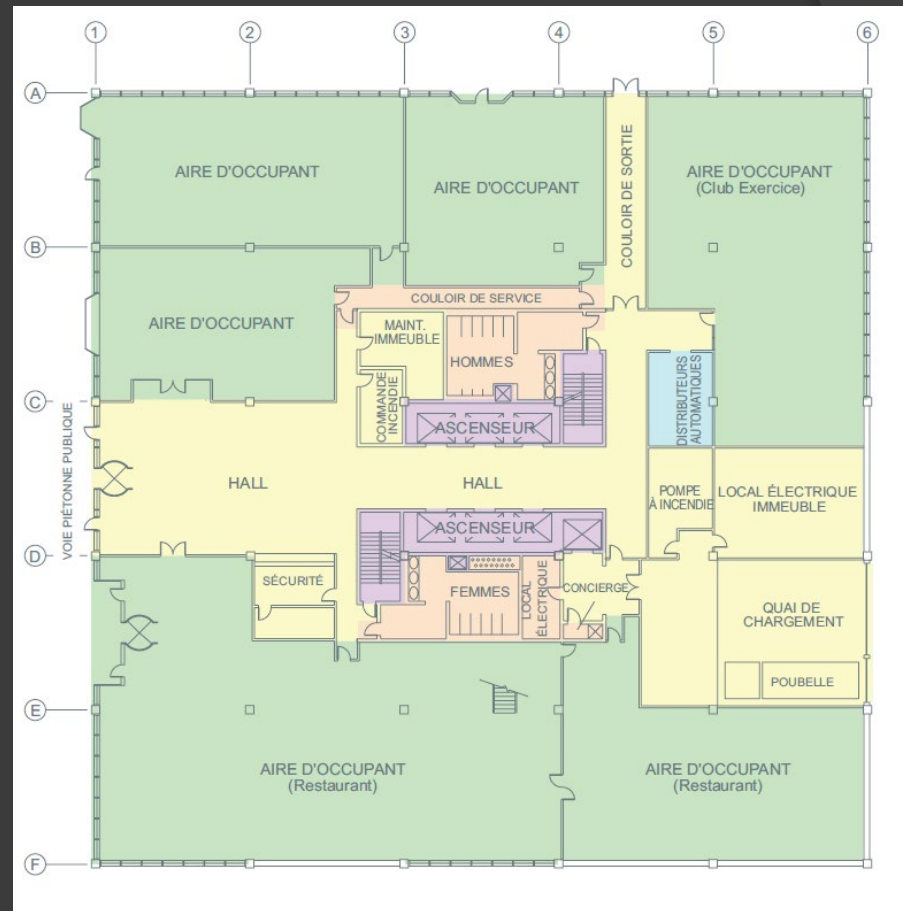 1
2
3
4
5
6
A
AIRE D'OCCUPANT
AIRE D'OCCUPANT
COULOIR DE SORTIE
AIRE D'OCCUPANT
(Club Exercice)
B
COULOIR DE SERVICE
AIRE D'OCCUPANT
MAINT.
IMMEUBLE
HOMMES
C
COMMANDE
INCENDIE
ASCENSEUR
DISTRIBUTEURS
AUTOMATIQUES
VOIE PIÉTONNE PUBLIQUE
HALL
HALL
POMPE
À INCENDIE
LOCAL ÉLECTRIQUE
IMMEUBLE
ASCENSEUR
D
SÉCURITÉ
FEMMES
LOCAL
ÉLECTRIQUE
CONCIERGE
QUAI DE
CHARGEMENT
POUBELLE
E
AIRE D'OCCUPANT
(Restaurant)
AIRE D'OCCUPANT
(Restaurant)
F